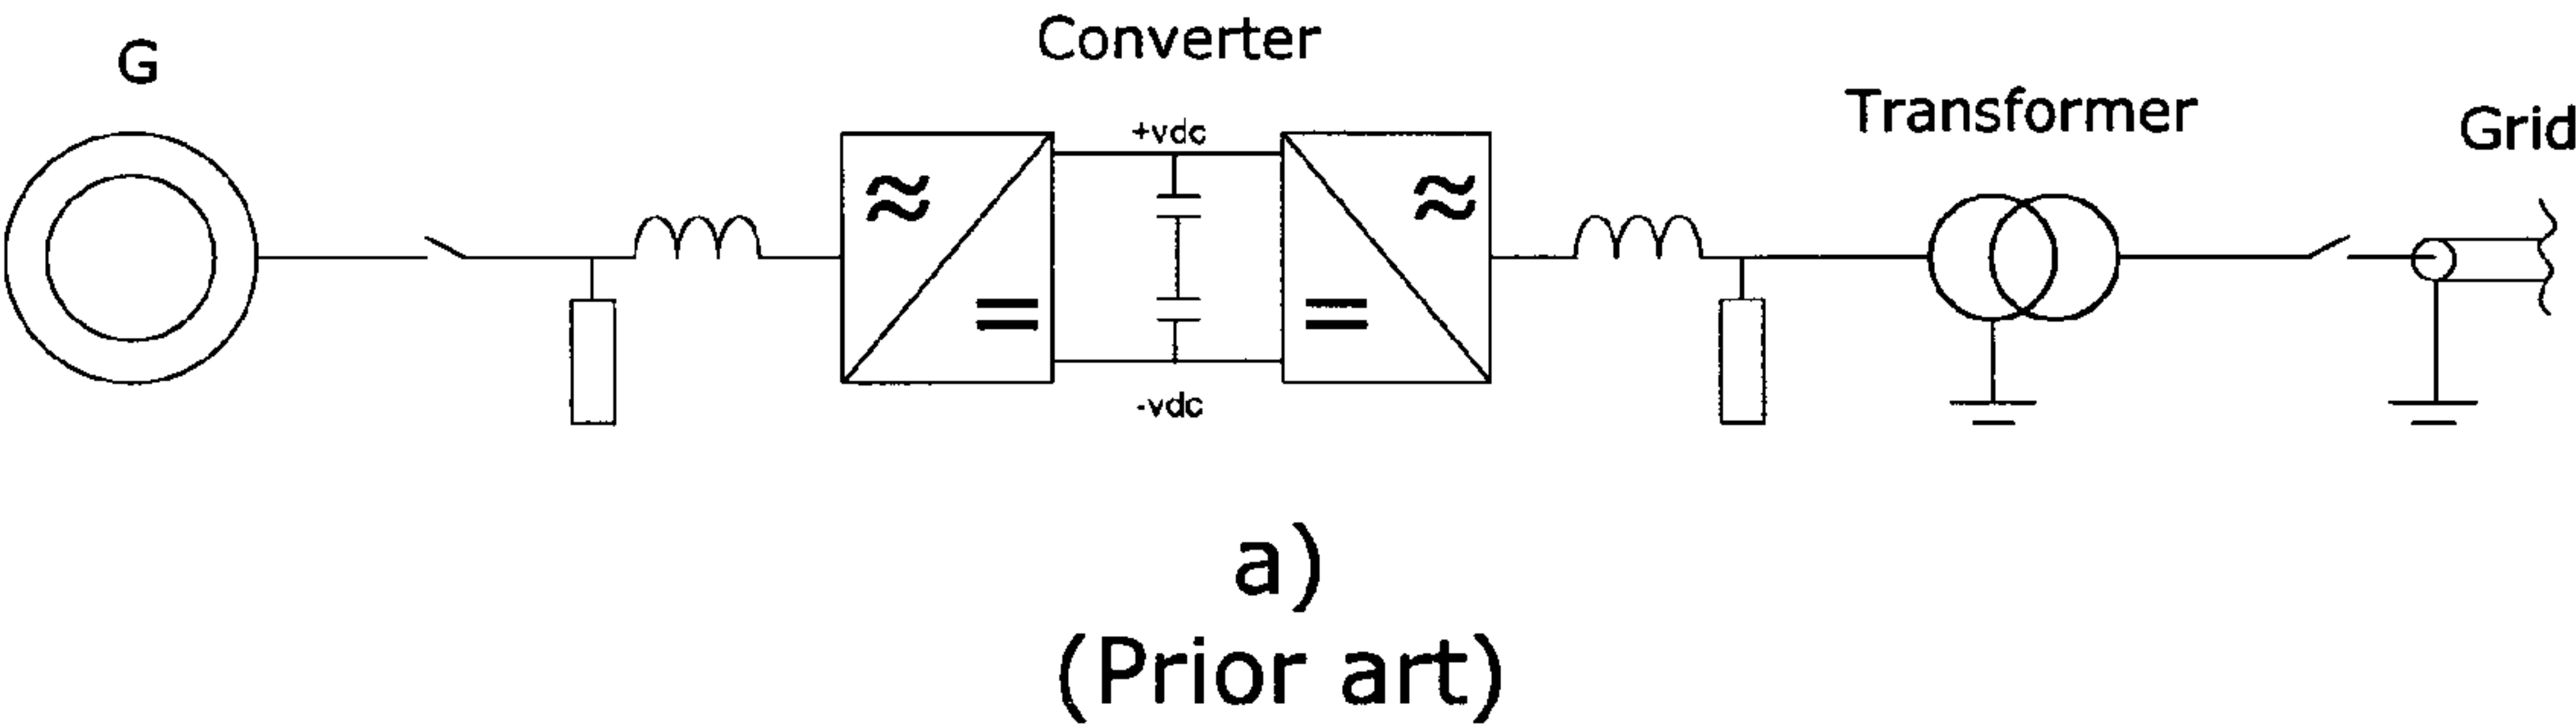 G
Converter
Transformer
Grid
+vdc
-vdc
a)
(Prior art)